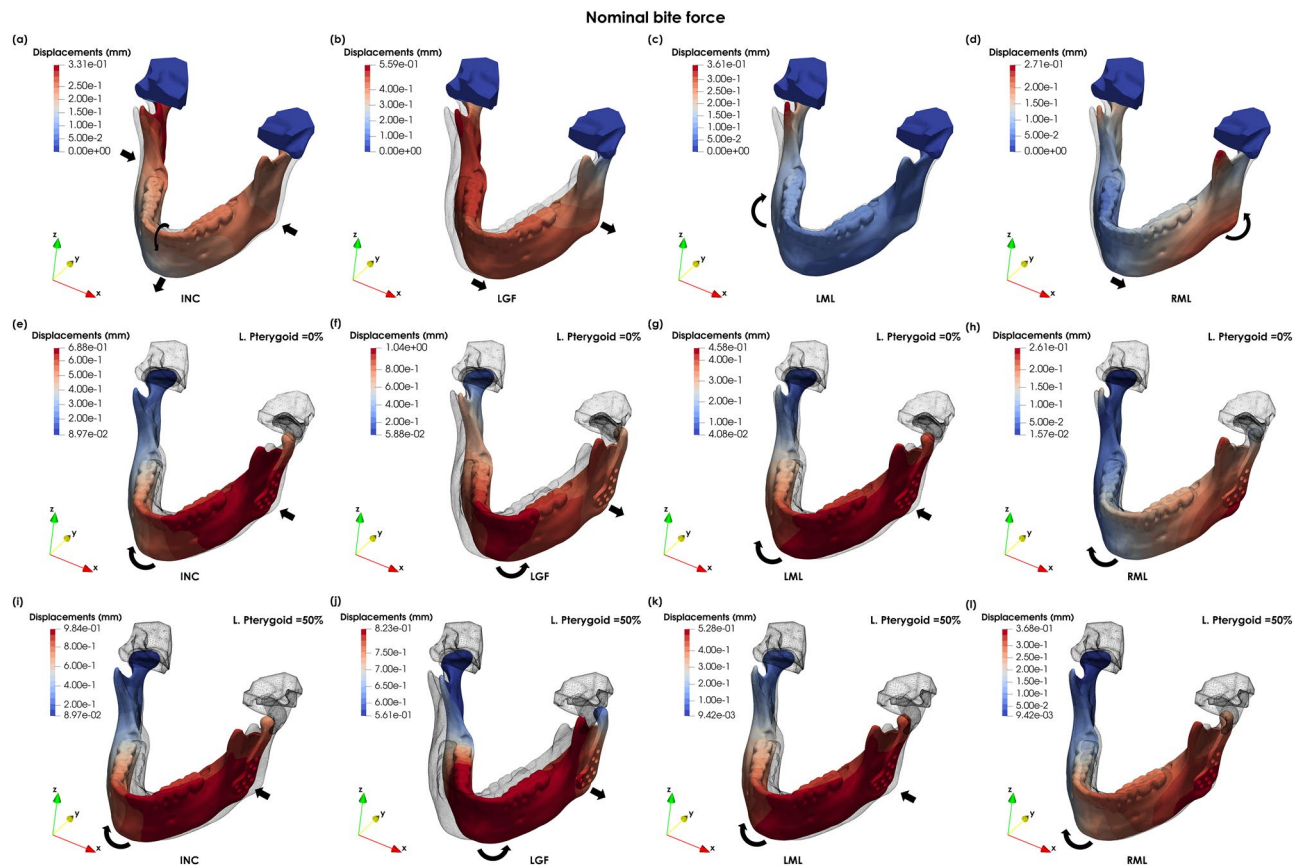 Nominal bite force
(a)
Displacements (mm)
3.31e-01
2.50e-1
2.00e-1
1.50e-1
1.00e-1
5.00e-2
0.00e+00
z
y
x
INC
(b)
Displacements (mm)
5.59e-01
4.00e-1
3.00e-1
2.00e-1
1.00e-1
0.00e+00
z
y
x
LGF
(c)
Displacements (mm)
3.61e-01
3.00e-1
2.50e-1
2.00e-1
1.50e-1
1.00e-1
5.00e-2
0.00e+00
z
y
x
LML
(d)
Displacements (mm)
2.71e-01
2.00e-1
1.50e-1
1.00e-1
5.00e-2
0.00e+00
z
y
x
RML
(e)
Displacements (mm)
L. Pterygoid =0%
6.88e-01
6.00e-1
5.00e-1
4.00e-1
3.00e-1
2.00e-1
8.97e-02
z
y
x
INC
(f)
Displacements (mm)
L. Pterygoid =0%
1.04e+00
8.00e-1
6.00e-1
4.00e-1
2.00e-1
5.88e-02
z
y
x
LGF
(g)
Displacements (mm)
L. Pterygoid =0%
4.58e-01
3.00e-1
2.00e-1
4.08e-02
z
y
x
LML
(h)
Displacements (mm)
L. Pterygoid =0%
2.61e-01
2.00e-1
1.50e-1
1.00e-1
1.57e-02
z
y
x
RML
(i)
Displacements (mm)
L. Pterygoid =50%
9.84e-01
8.00e-1
6.00e-1
4.00e-1
2.00e-1
8.97e-02
z
y
x
INC
(j)
Displacements (mm)
L. Pterygoid =50%
8.23e-01
7.50e-1
7.00e-1
6.50e-1
6.00e-1
5.61e-01
z
y
x
LGF
(k)
Displacements (mm)
L. Pterygoid =50%
5.28e-01
4.00e-1
3.00e-1
2.00e-1
1.00e-1
9.42e-03
z
y
x
LML
(l)
Displacements (mm)
L. Pterygoid =50%
3.68e-01
3.00e-1
2.50e-1
2.00e-1
1.50e-1
1.00e-1
5.00e-2
9.42e-03
z
y
x
RML